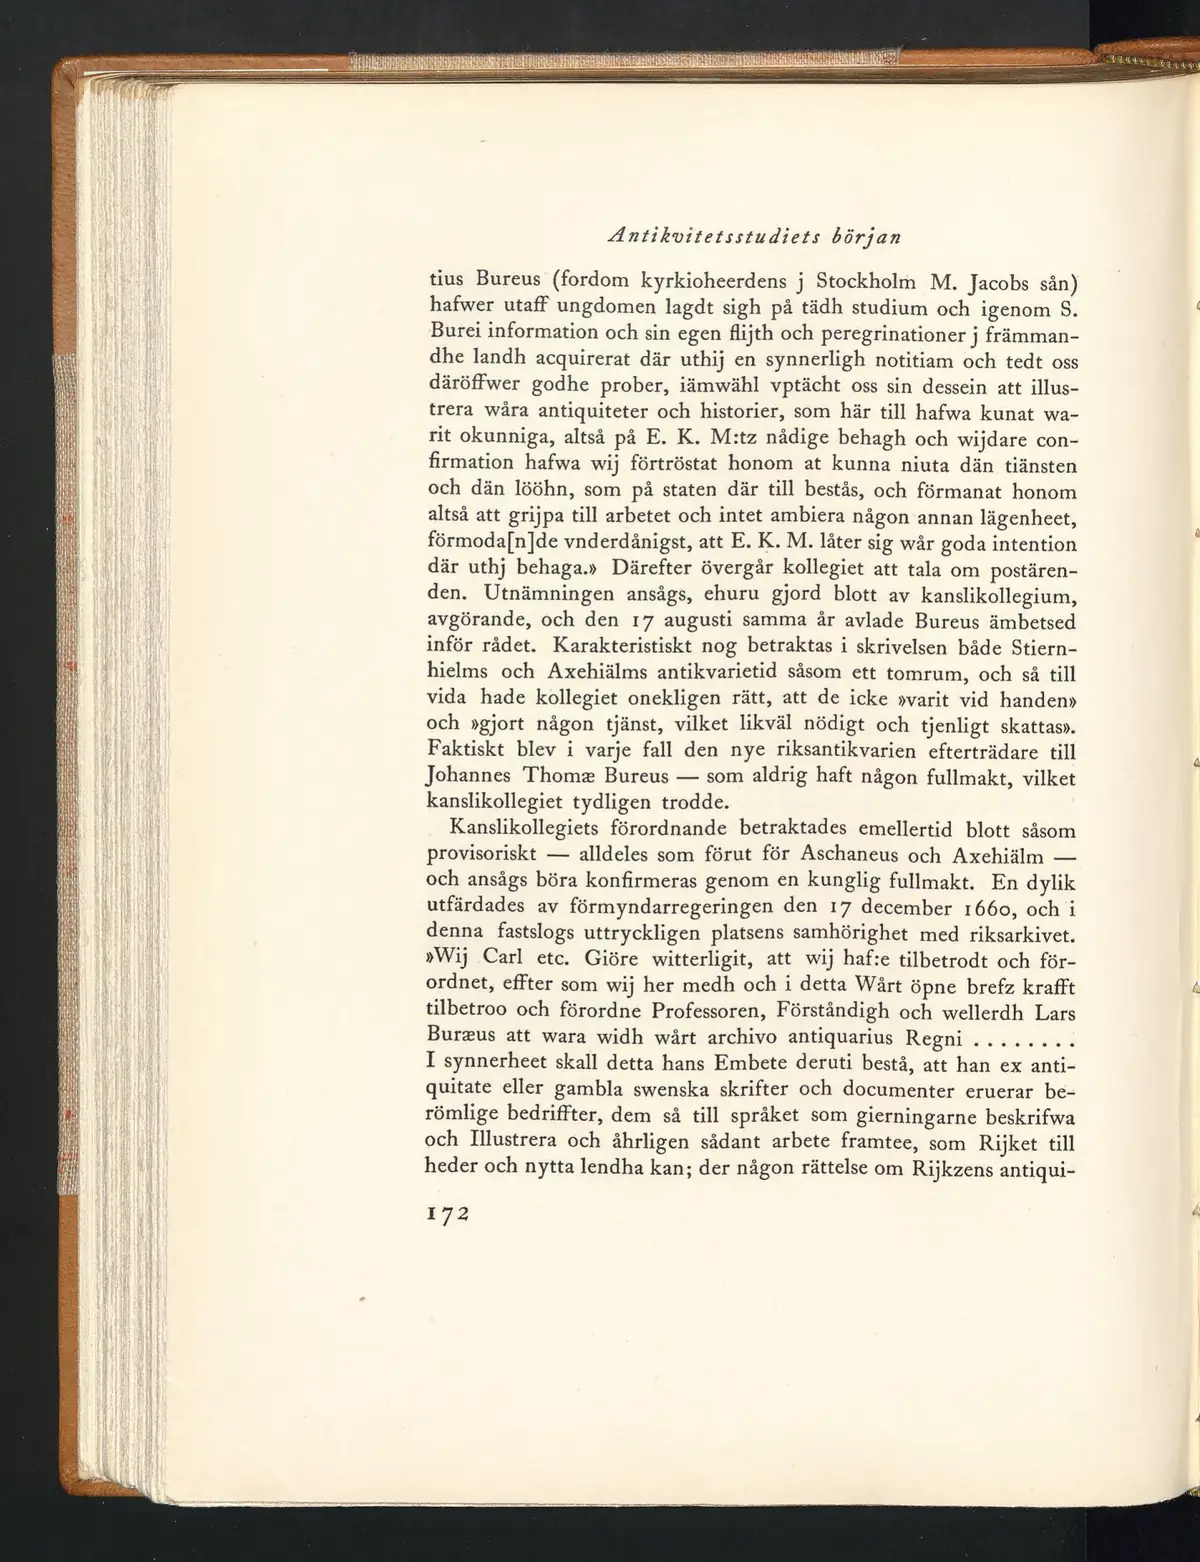 Antikvitetsstudiets början
tius Bureus (fordom kyrkioheerdens j Stockholm M. Jacobs sån)
hafwer utaff ungdomen lagdt sigh på tädh studium och igenom S.
Burei information och sin egen flijth och peregrinationer j främman-
dhe landh acquirerat där uthij en synnerligh notitiam och tedt oss
däröffwer godhe prober, iämwähl vptächt oss sin dessein att illus-
trera wåra antiquiteter och historier, som här till hafwa kunat wa-
rit okunniga, altså på E. K. M:tz nådige behagh och wijdare con-
firmation hafwa wij förtröstat honom at kunna niuta dän tiänsten
och dän lööhn, som på staten där till bestås, och förmanat honom
altså att grijpa till arbetet och intet ambiera någon annan lägenheet,
förmoda[n]de vnderdånigst, att E. K. M. låter sig wår goda intention
där uthj behaga.» Därefter övergår kollegiet att tala om postären-
den. Utnämningen ansågs, ehuru gjord blott av kanslikollegium,
avgörande, och den 17 augusti samma år avlade Bureus ämbetsed
inför rådet. Karakteristiskt nog betraktas i skrivelsen både Stiern-
hielms och Axehiälms antikvarietid såsom ett tomrum, och så till
vida hade kollegiet onekligen rätt, att de icke »varit vid handen»
och »gjort någon tjänst, vilket likväl nödigt och tjenligt skattas».
Faktiskt blev i varje fall den nye riksantikvarien efterträdare till
Johannes Thomæ Bureus — som aldrig haft någon fullmakt, vilket
kanslikollegiet tydligen trodde.
Kanslikollegiets förordnande betraktades emellertid blott såsom
provisoriskt — alldeles som förut för Aschaneus och Axehiälm —
och ansågs böra konfirmeras genom en kunglig fullmakt. En dylik
utfärdades av förmyndarregeringen den 17 december 1660, och i
denna fastslogs uttryckligen platsens samhörighet med riksarkivet.
»Wij Carl etc. Giöre witterligit, att wij haf:e tilbetrodt och för-
ordnet, effter som wij her medh och i detta Wårt öpne brefz krafft
tilbetroo och förordne Professoren, Förståndigh och wellerdh Lars
Buræus att wara widh wårt archivo antiquarius Regni ........
I synnerheet skall detta hans Embete deruti bestå, att han ex anti-
quitate eller gambla swenska skrifter och documenter eruerar be-
römlige bedriffter, dem så till språket som gierningarne beskrifwa
och Illustrera och åhrligen sådant arbete framtee, som Rijket till
heder och nytta lendha kan; der någon rättelse om Rijkzens antiqui-
172